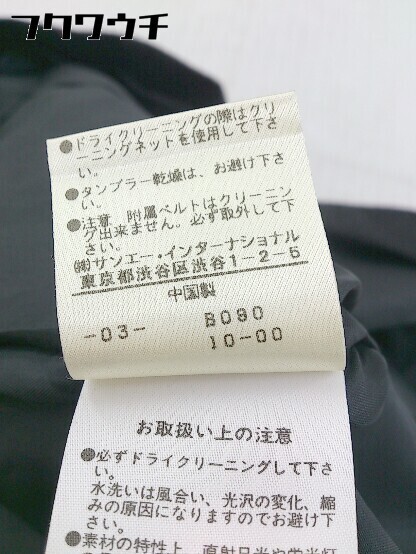 フクワウチ
●ドライクリーニングの際はクリ
ーニングネットを使用して下さ
い。
●タンブラー乾燥は、お避け下さ
い。
●注意 附属ベルトはクリーニン
グ出来ません。必ず取外して下
さい。
㈱サンエー・インターナショナル
東京都渋谷区渋谷1-2-5
中国製
-03-
B090
10-00
お取扱い上の注意
●必ずドライクリーニングして下さ
い。
水洗いは風合い、光沢の変化、縮
みの原因になりますのでお避け下
さい。
●素材の特性上、直射日光や蛍光灯